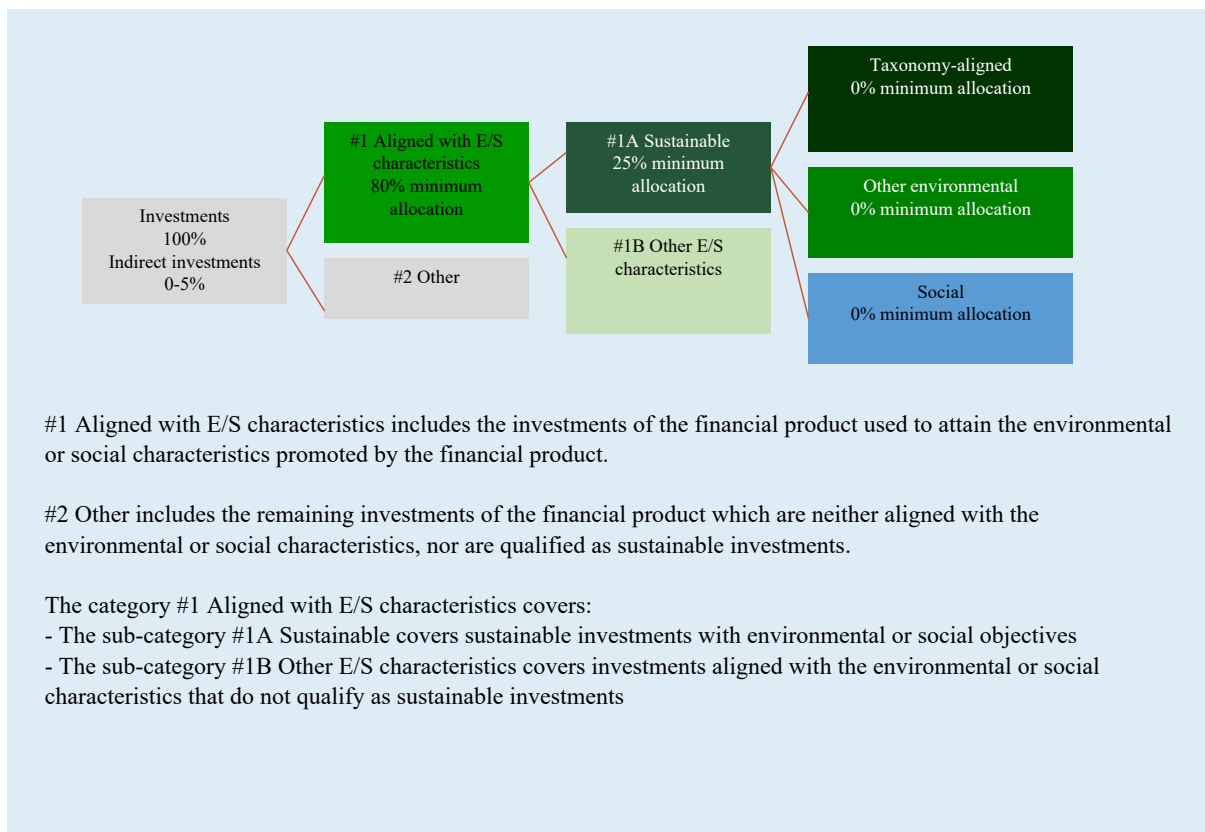 Investments
100%
Indirect investments
0-5%
#1 Aligned with E/S
characteristics
80% minimum
allocation
#2 Other
#1A Sustainable
25% minimum
allocation
#1B Other E/S
characteristics
Taxonomy-aligned
0% minimum allocation
Other environmental
0% minimum allocation
Social
0% minimum allocation
#1 Aligned with E/S characteristics includes the investments of the financial product used to attain the environmental
or social characteristics promoted by the financial product.
#2 Other includes the remaining investments of the financial product which are neither aligned with the
environmental or social characteristics, nor are qualified as sustainable investments.
The category #1 Aligned with E/S characteristics covers:
- The sub-category #1A Sustainable covers sustainable investments with environmental or social objectives
- The sub-category #1B Other E/S characteristics covers investments aligned with the environmental or social
characteristics that do not qualify as sustainable investments